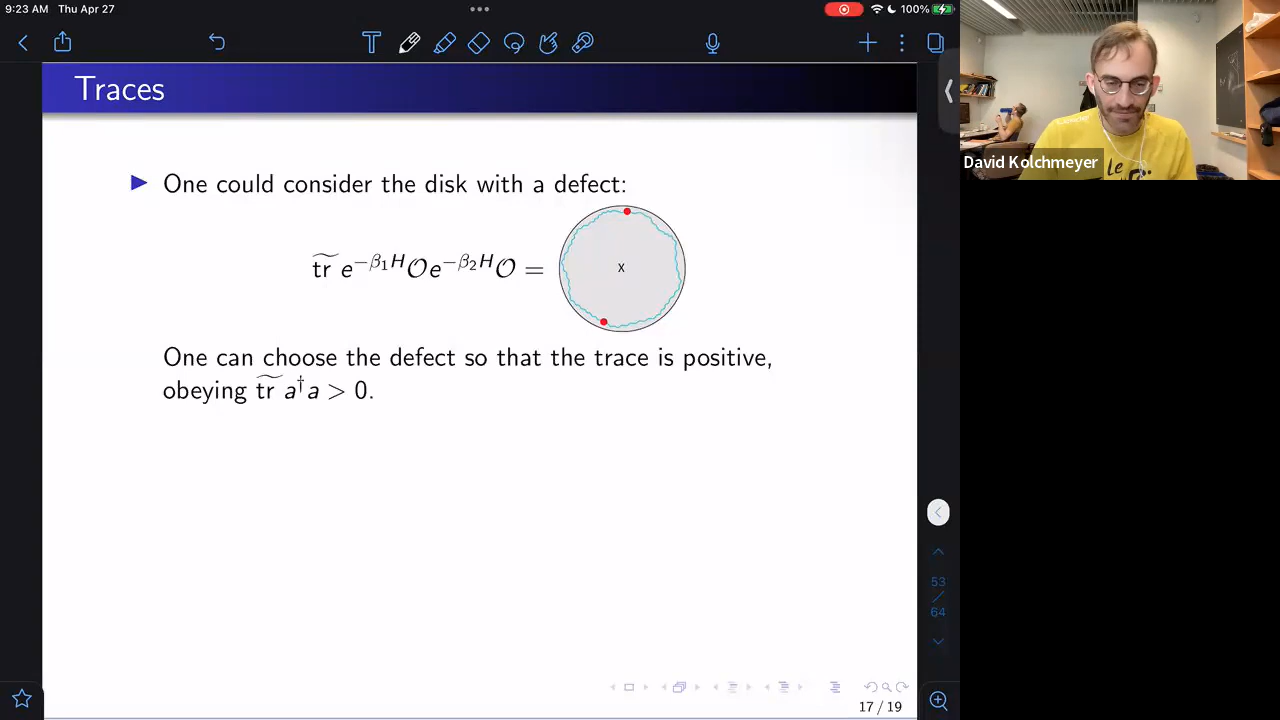 9:23 AM Thu Apr 27
100%
Traces
One could consider the disk with a defect:
t̃r e^{-β₁H}𝒪e^{-β₂H}𝒪 =
x
One can choose the defect so that the trace is positive,
obeying t̃r a†a > 0.
David Kolchmeyer
Le
53
64
17 / 19